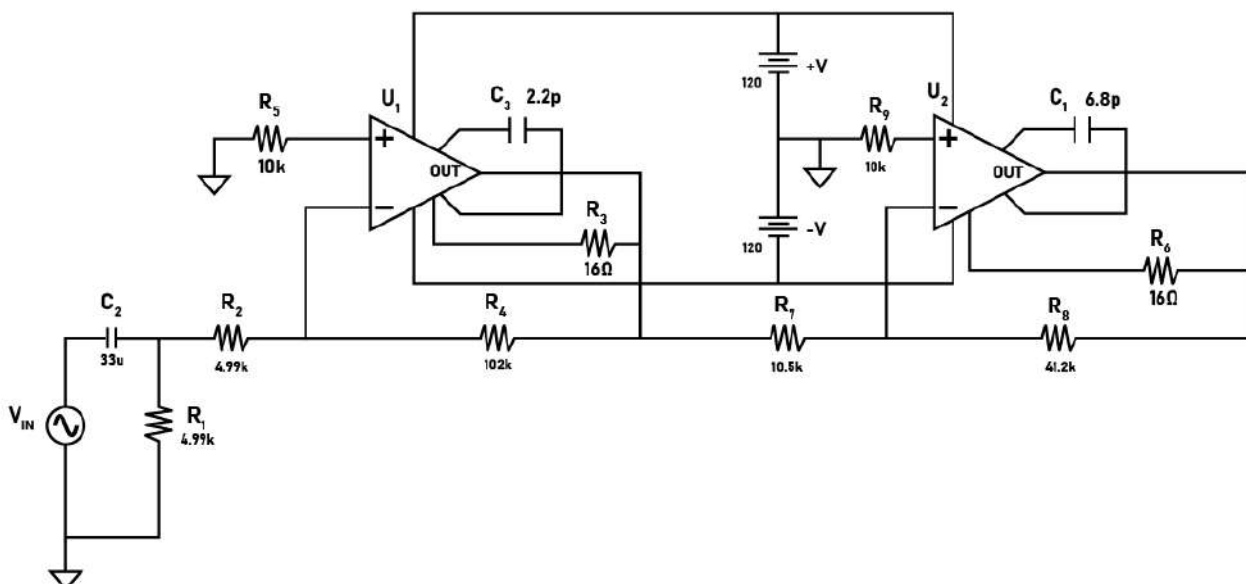 +V
120
R5
10k
U1
+
−
OUT
C3 2.2p
R3
16Ω
R9
10k
U2
+
−
OUT
C1 6.8p
-V
120
R6
16Ω
C2
33u
R2
4.99k
R4
102k
R7
10.5k
R8
41.2k
VIN
R1
4.99k